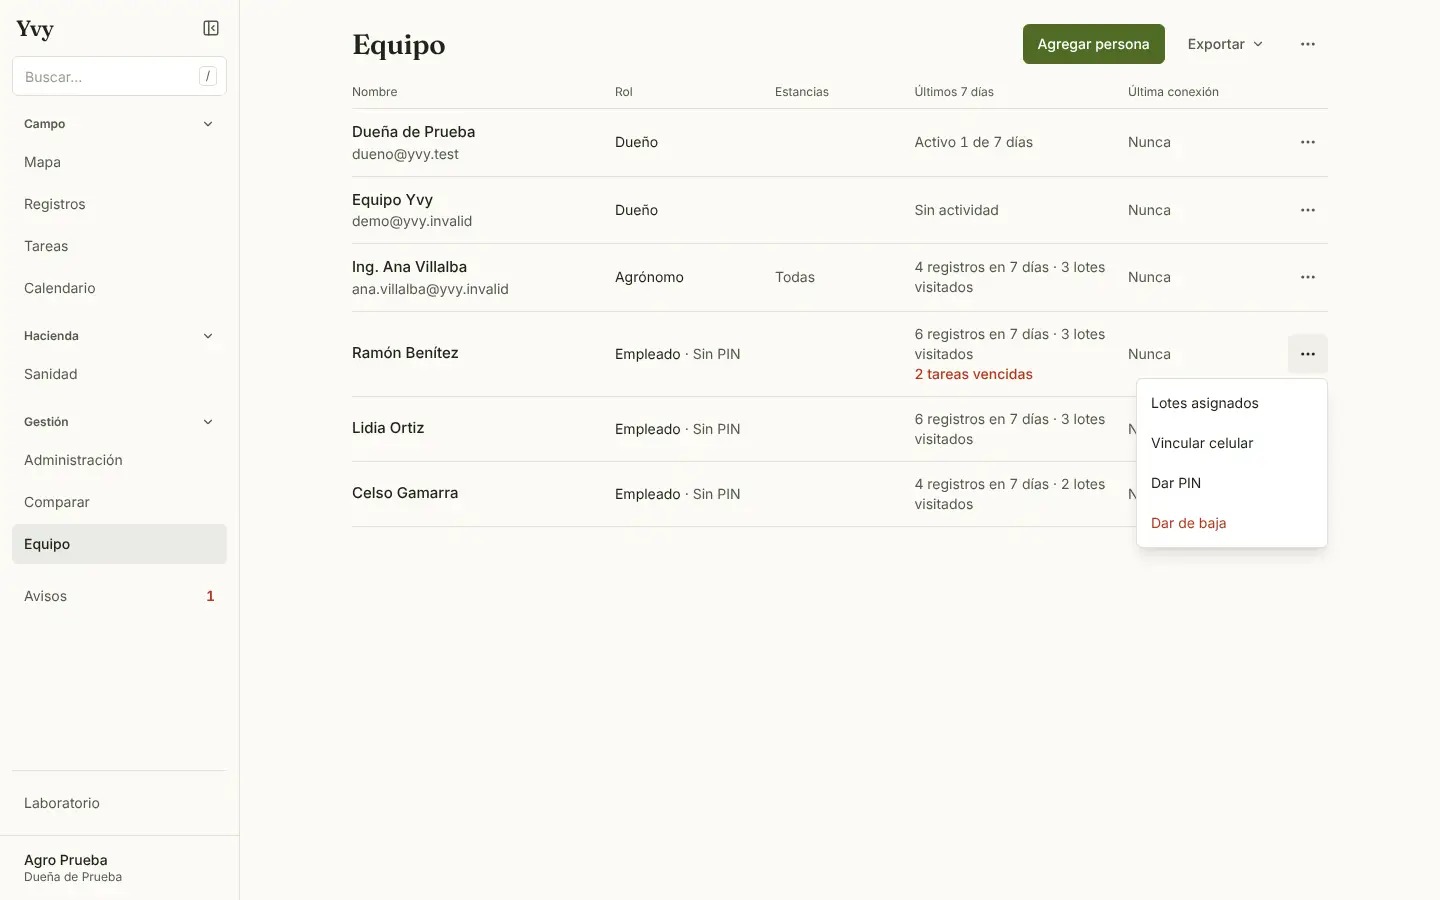 Yvy
Buscar...
/
Campo
Mapa
Registros
Tareas
Calendario
Hacienda
Sanidad
Gestión
Administración
Comparar
Equipo
Avisos 1
Laboratorio
Agro Prueba
Dueña de Prueba
Equipo
Agregar persona
Exportar
Nombre Rol Estancias Últimos 7 días Última conexión
Dueña de Prueba
dueno@yvy.test
Dueño
Activo 1 de 7 días
Nunca
Equipo Yvy
demo@yvy.invalid
Dueño
Sin actividad
Nunca
Ing. Ana Villalba
ana.villalba@yvy.invalid
Agrónomo
Todas
4 registros en 7 días · 3 lotes
visitados
Nunca
Ramón Benítez
Empleado · Sin PIN
6 registros en 7 días · 3 lotes
visitados
2 tareas vencidas
Nunca
Lidia Ortiz
Empleado · Sin PIN
6 registros en 7 días · 3 lotes
visitados
Celso Gamarra
Empleado · Sin PIN
4 registros en 7 días · 2 lotes
visitados
Lotes asignados
Vincular celular
Dar PIN
Dar de baja